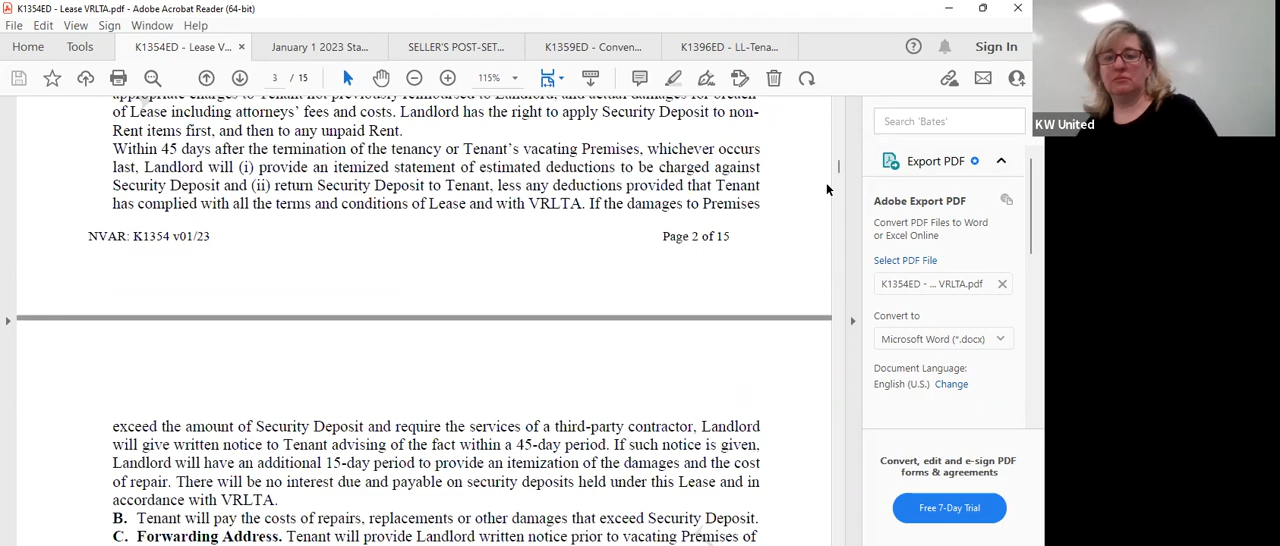 K1354ED - Lease VRLTA.pdf - Adobe Acrobat Reader (64-bit)
File Edit View Sign Window Help
Home Tools K1354ED - Lease V... × January 1 2023 Sta... SELLER'S POST-SET... K1359ED - Conven... K1396ED - LL-Tena... Sign In
3 / 15 115%
appropriate charges to Tenant not previously reimbursed to Landlord, and actual damages for breach
of Lease including attorneys' fees and costs. Landlord has the right to apply Security Deposit to non-
Rent items first, and then to any unpaid Rent.
Within 45 days after the termination of the tenancy or Tenant's vacating Premises, whichever occurs
last, Landlord will (i) provide an itemized statement of estimated deductions to be charged against
Security Deposit and (ii) return Security Deposit to Tenant, less any deductions provided that Tenant
has complied with all the terms and conditions of Lease and with VRLTA. If the damages to Premises
NVAR: K1354 v01/23 Page 2 of 15
exceed the amount of Security Deposit and require the services of a third-party contractor, Landlord
will give written notice to Tenant advising of the fact within a 45-day period. If such notice is given,
Landlord will have an additional 15-day period to provide an itemization of the damages and the cost
of repair. There will be no interest due and payable on security deposits held under this Lease and in
accordance with VRLTA.
B. Tenant will pay the costs of repairs, replacements or other damages that exceed Security Deposit.
C. Forwarding Address. Tenant will provide Landlord written notice prior to vacating Premises of
Search 'Bates'
Export PDF
Adobe Export PDF
Convert PDF Files to Word
or Excel Online
Select PDF File
K1354ED - ... VRLTA.pdf ×
Convert to
Microsoft Word (*.docx)
Document Language:
English (U.S.) Change
Convert, edit and e-sign PDF
forms & agreements
Free 7-Day Trial
KW United